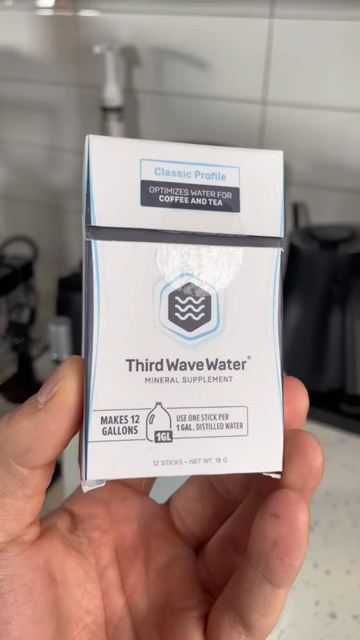 Classic Profile
OPTIMIZES WATER FOR
COFFEE AND TEA
Third Wave Water®
MINERAL SUPPLEMENT
MAKES 12
GALLONS
1GL
USE ONE STICK PER
1 GAL. DISTILLED WATER
12 STICKS – NET WT. 18 G